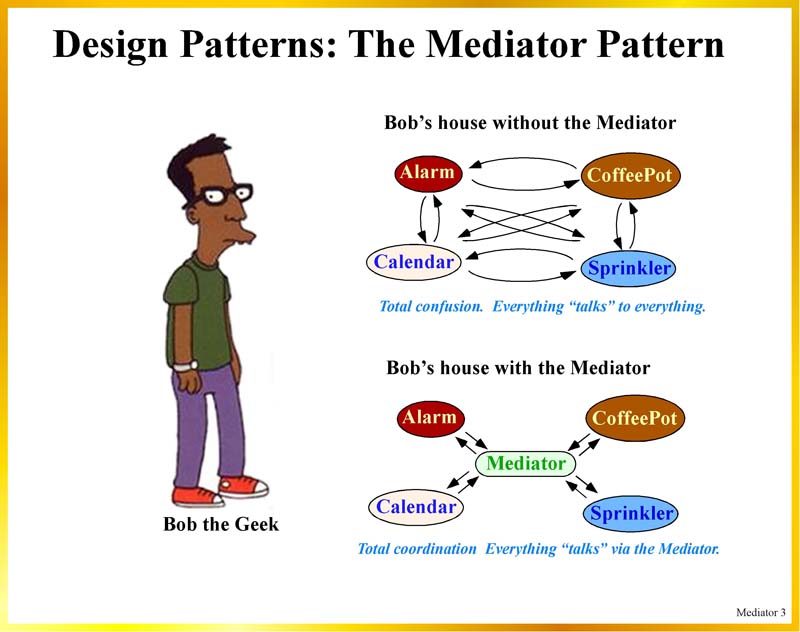 Design Patterns: The Mediator Pattern
Bob’s house without the Mediator
Alarm
CoffeePot
Calendar
Sprinkler
Total confusion.  Everything “talks” to everything.
Bob’s house with the Mediator
Alarm
CoffeePot
Mediator
Calendar
Sprinkler
Total coordination  Everything “talks” via the Mediator.
Bob the Geek
Mediator 3